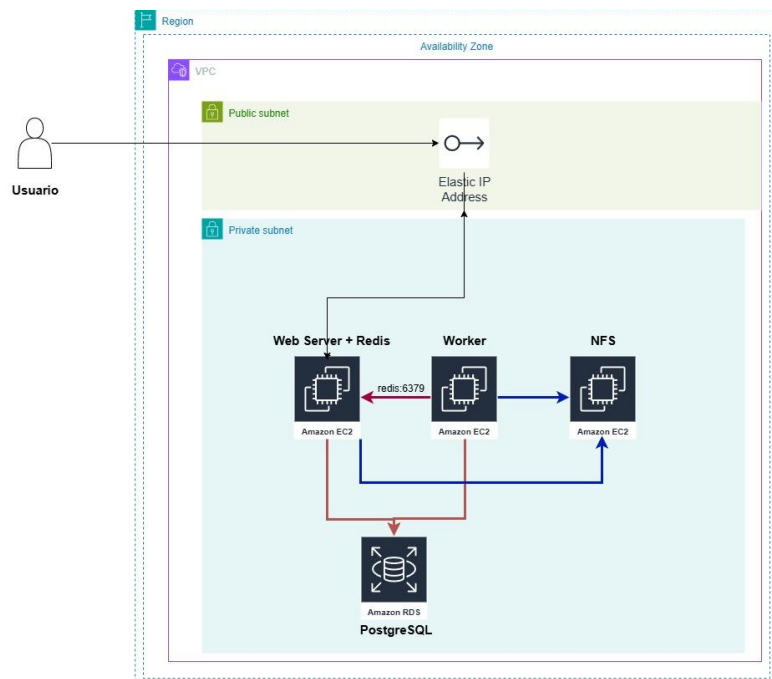 Region
Availability Zone
VPC
Public subnet
Usuario
Elastic IP
Address
Private subnet
Web Server + Redis
Worker
NFS
redis:6379
Amazon EC2
Amazon EC2
Amazon EC2
Amazon RDS
PostgreSQL